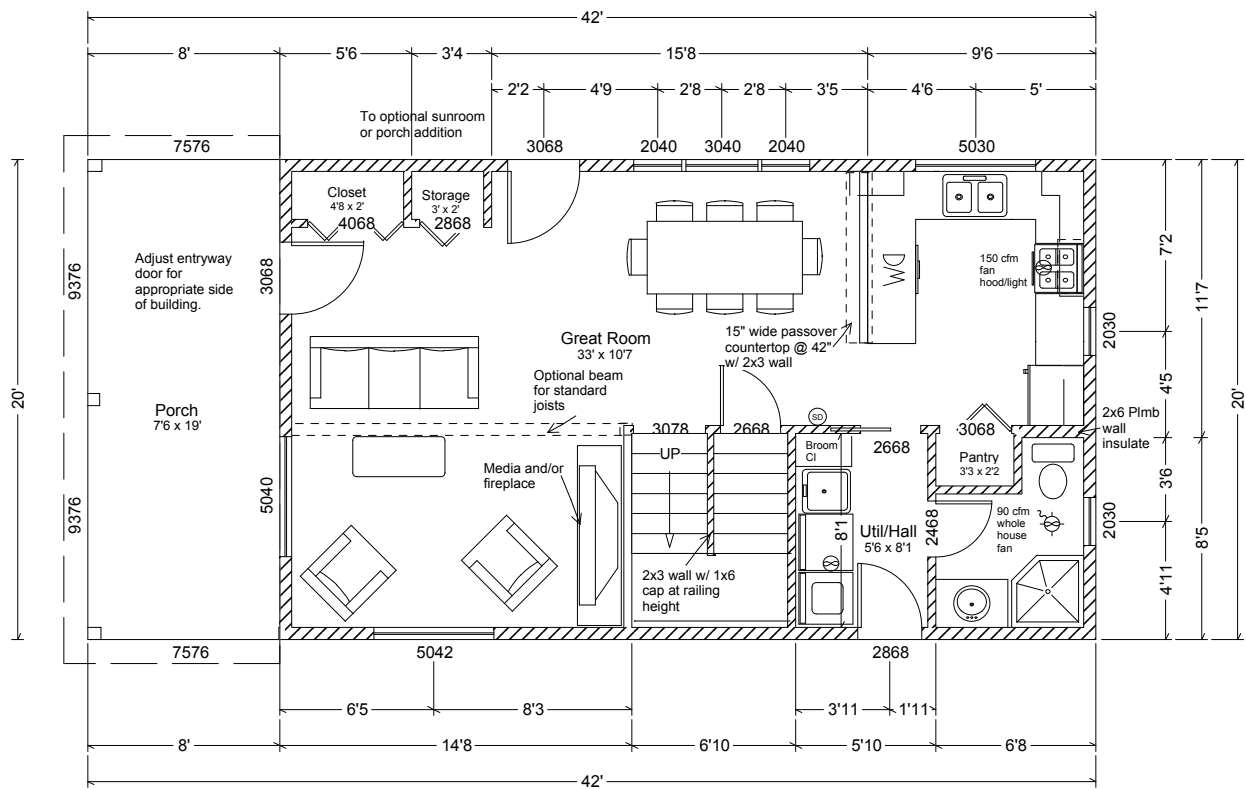 42'
8'
5'6
3'4
15'8
9'6
2'2
4'9
2'8
2'8
3'5
4'6
5'
To optional sunroom
or porch addition
7576
3068
2040
3040
2040
5030
Closet
4'8 x 2'
4068
Storage
3' x 2'
2868
9376
Adjust entryway
door for
appropriate side
of building.
3068
DW
150 cfm
fan
hood/light
7'2
11'7
2030
Great Room
33' x 10'7
15" wide passover
countertop @ 42"
w/ 2x3 wall
Optional beam
for standard
joists
4'5
20'
20'
Porch
7'6 x 19'
SD
3078
2668
2668
3068
2x6 Plmb
wall
insulate
UP
Broom
Cl
Pantry
3'3 x 2'2
Media and/or
fireplace
5040
9376
8'1
Util/Hall
5'6 x 8'1
2468
90 cfm
whole
house
fan
2030
3'6
8'5
4'11
2x3 wall w/ 1x6
cap at railing
height
7576
5042
2868
6'5
8'3
3'11
1'11
8'
14'8
6'10
5'10
6'8
42'